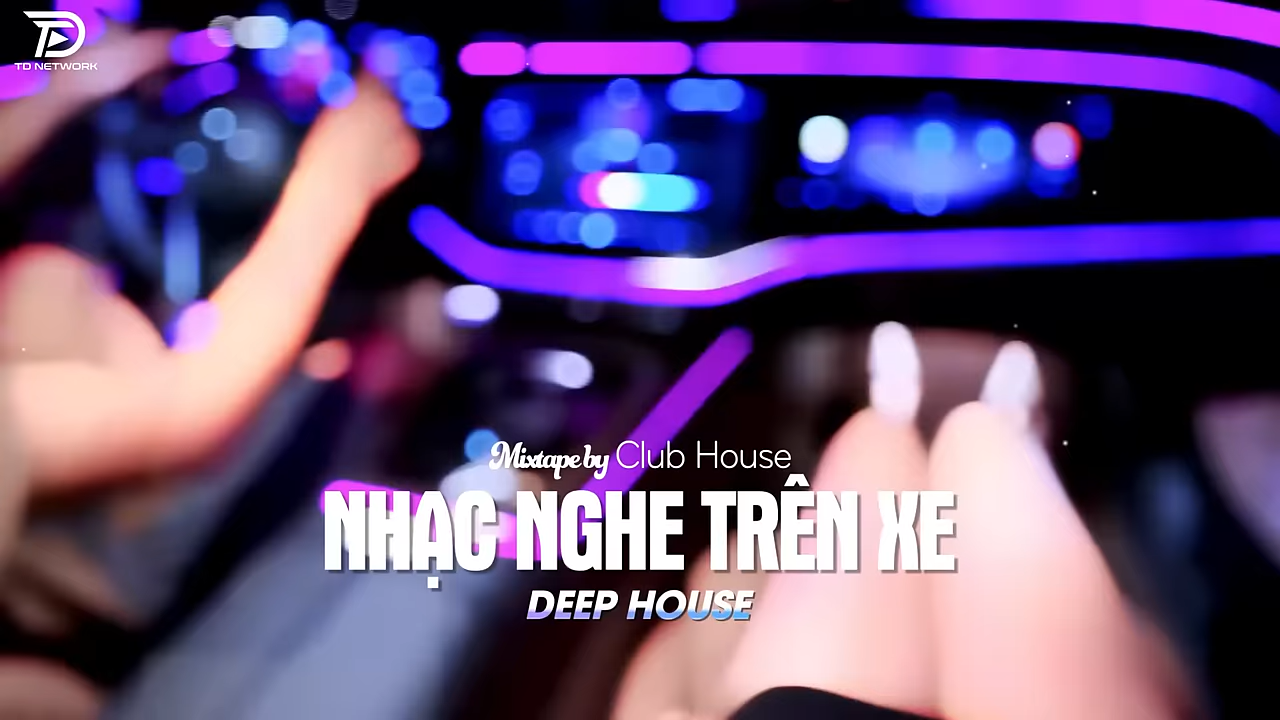 TD NETWORK
Mixtape by Club House
NHẠC NGHE TRÊN XE
DEEP HOUSE